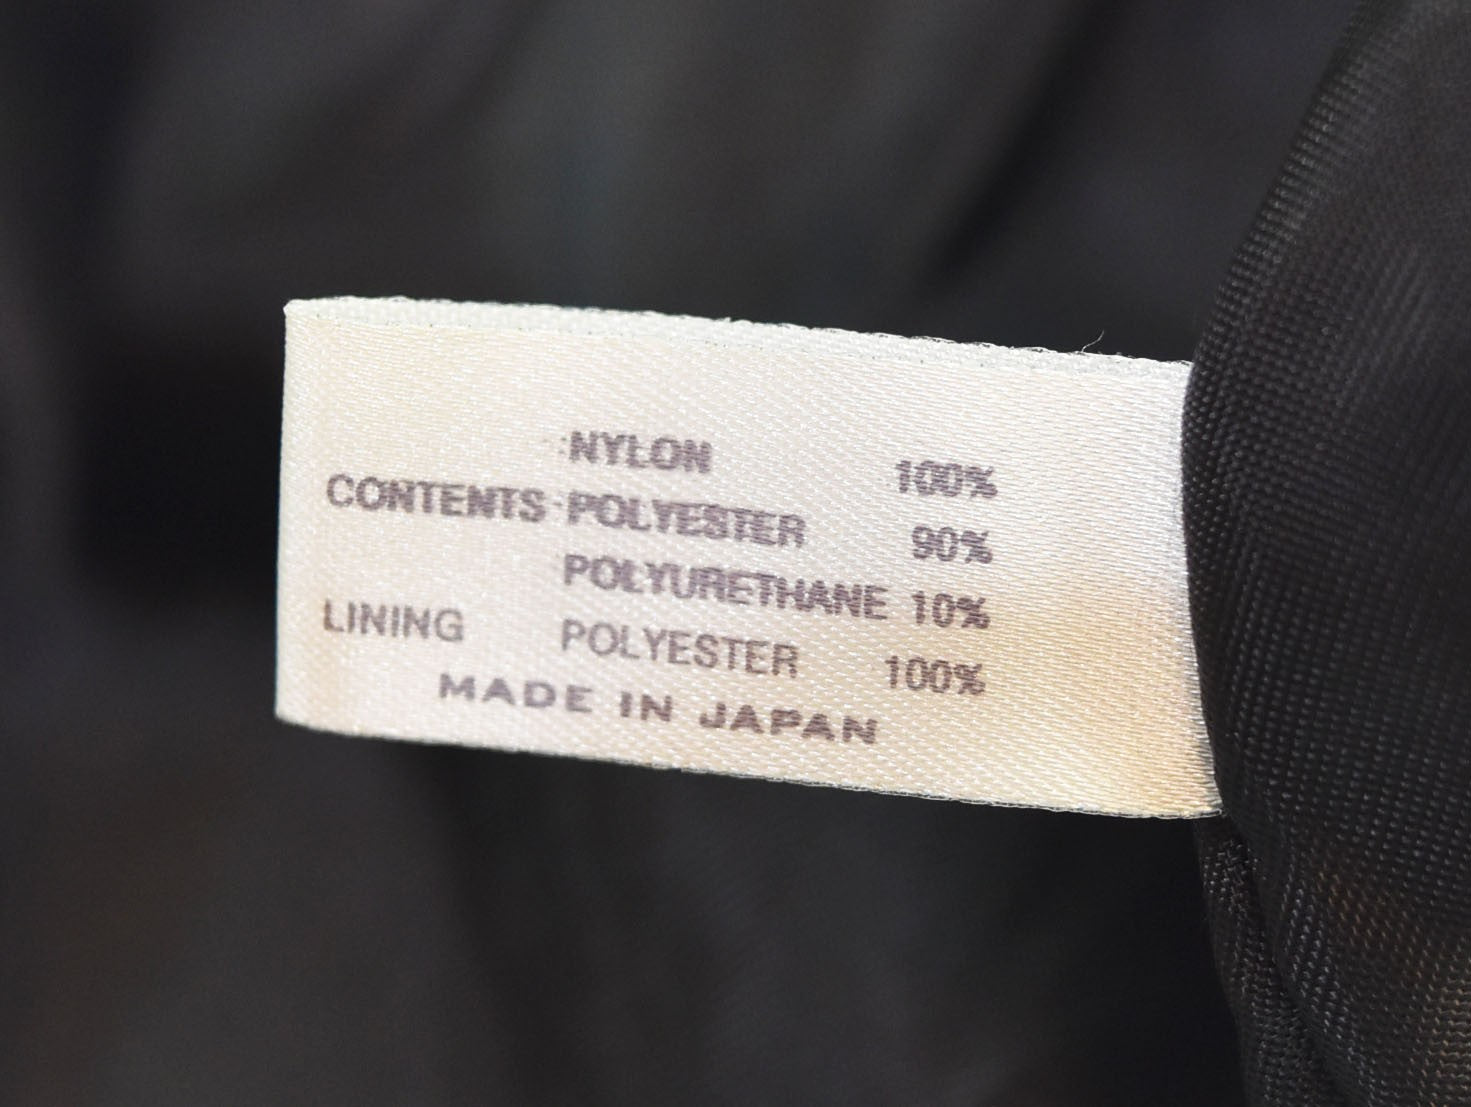 NYLON 100%
CONTENTS POLYESTER 90%
POLYURETHANE 10%
LINING POLYESTER 100%
MADE IN JAPAN